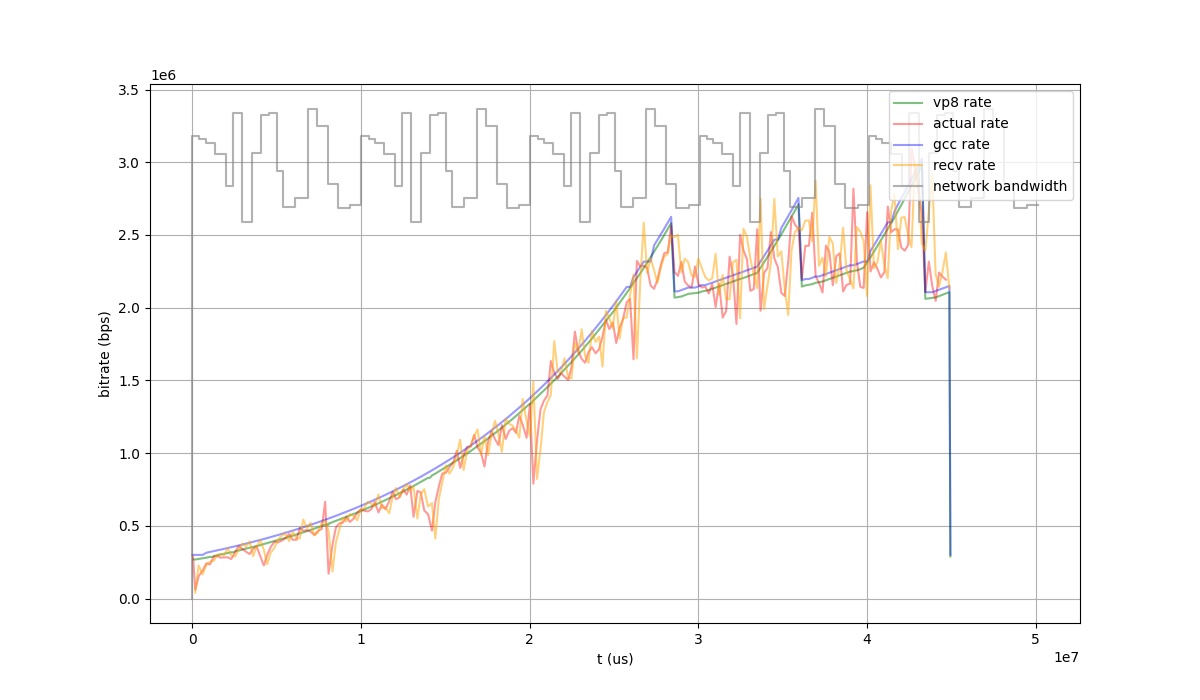 1e6
3.5
3.0
2.5
2.0
1.5
1.0
0.5
0.0
bitrate (bps)
vp8 rate
actual rate
gcc rate
recv rate
network bandwidth
0
1
2
3
4
5
t (us)
1e7